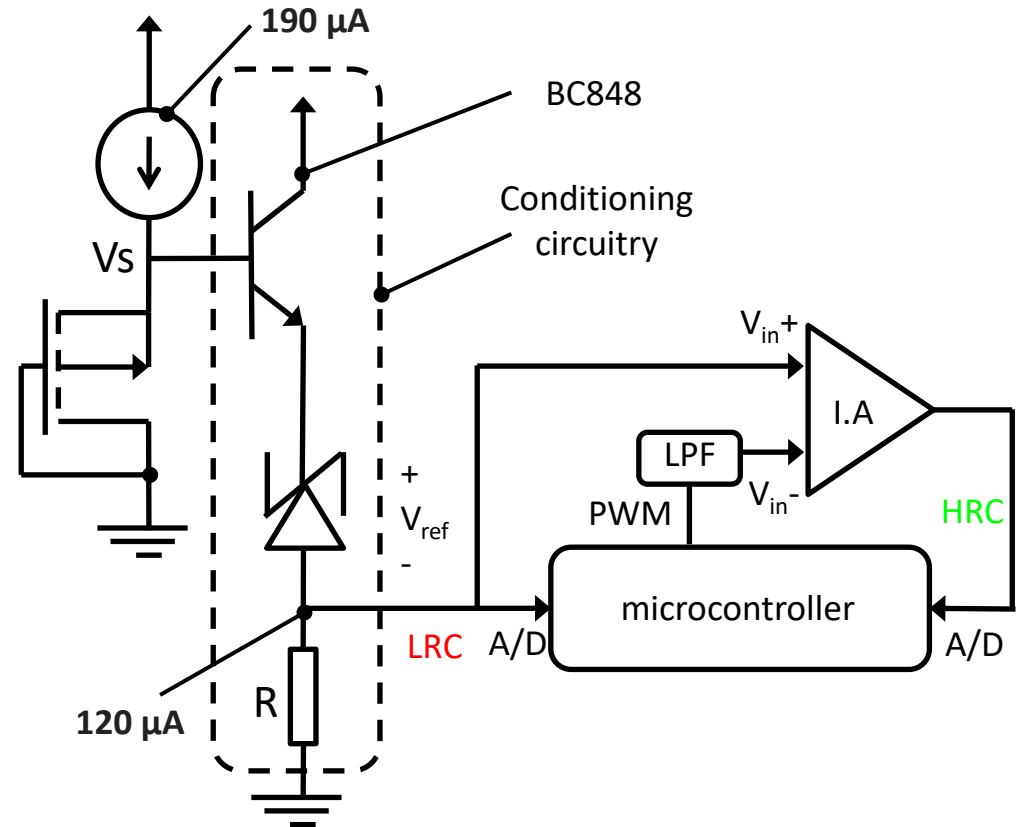 190 µA
BC848
Conditioning
circuitry
Vs
Vin+
I.A
LPF
Vin-
+
Vref
-
PWM
HRC
microcontroller
LRC
A/D
A/D
R
120 µA